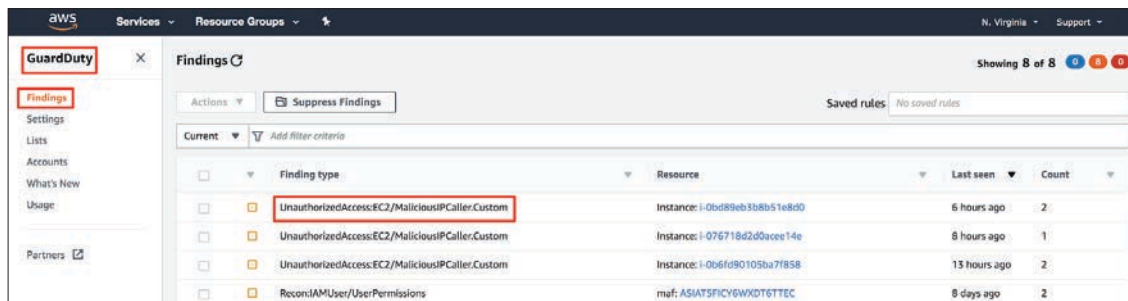 aws Services Resource Groups N. Virginia Support
GuardDuty X Findings Showing 8 of 8 0 8 0
Findings Actions Suppress Findings Saved rules No saved rules
Settings
Lists Current Add filter criteria
Accounts
What's New Finding type Resource Last seen Count
Usage UnauthorizedAccess:EC2/MaliciousIPCaller.Custom Instance: i-0bd89eb3b8b51e8d0 6 hours ago 2
UnauthorizedAccess:EC2/MaliciousIPCaller.Custom Instance: i-076718d2d0acee14e 8 hours ago 1
Partners UnauthorizedAccess:EC2/MaliciousIPCaller.Custom Instance: i-0b6fd90105ba7f858 13 hours ago 2
Recon:IAMUser/UserPermissions maf: ASIATSFICY6WXDT6TTEC 8 days ago 2